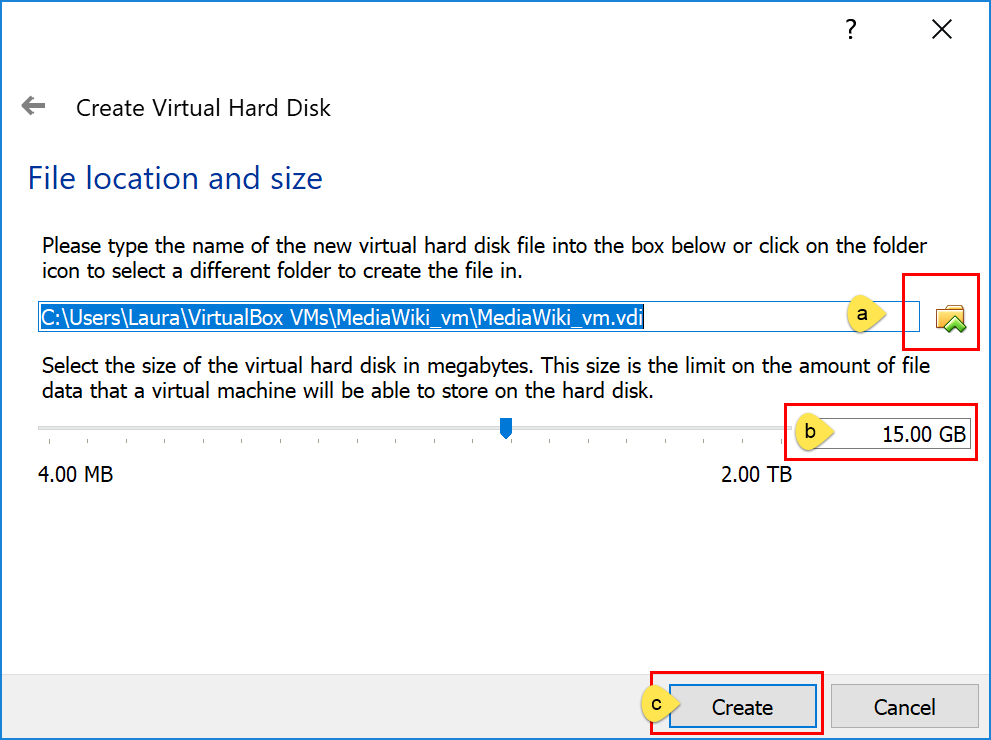 ?
Create Virtual Hard Disk
File location and size
Please type the name of the new virtual hard disk file into the box below or click on the folder
icon to select a different folder to create the file in.
C:\Users\Laura\VirtualBox VMs\MediaWiki_vm\MediaWiki_vm.vdi
a
Select the size of the virtual hard disk in megabytes. This size is the limit on the amount of file
data that a virtual machine will be able to store on the hard disk.
b
15.00 GB
4.00 MB
2.00 TB
c
Create
Cancel